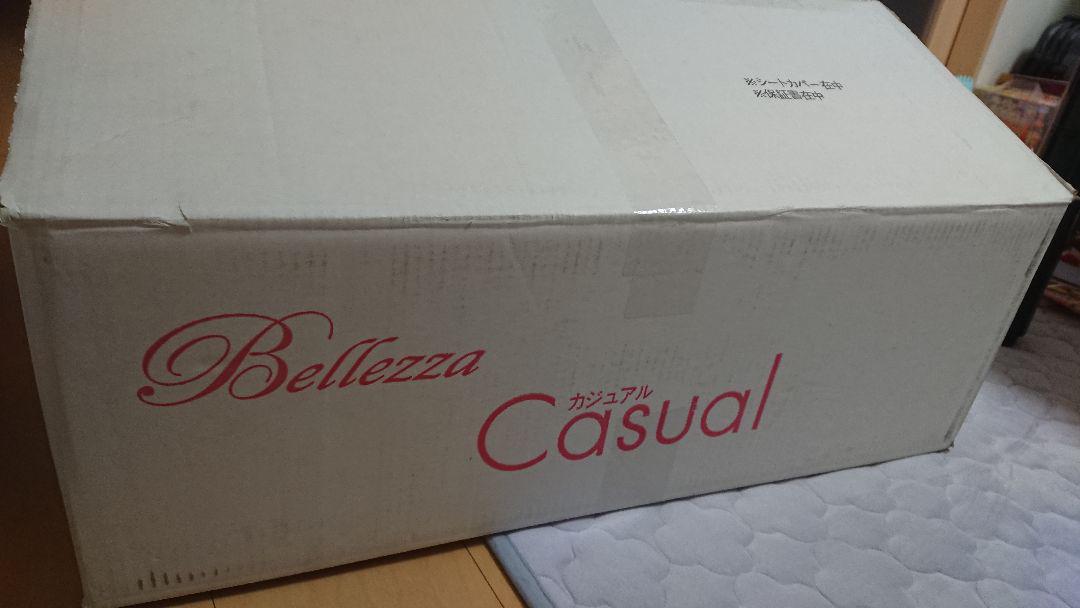 ※シートカバー在中
※保証書在中
Bellezza
カジュアル
Casual